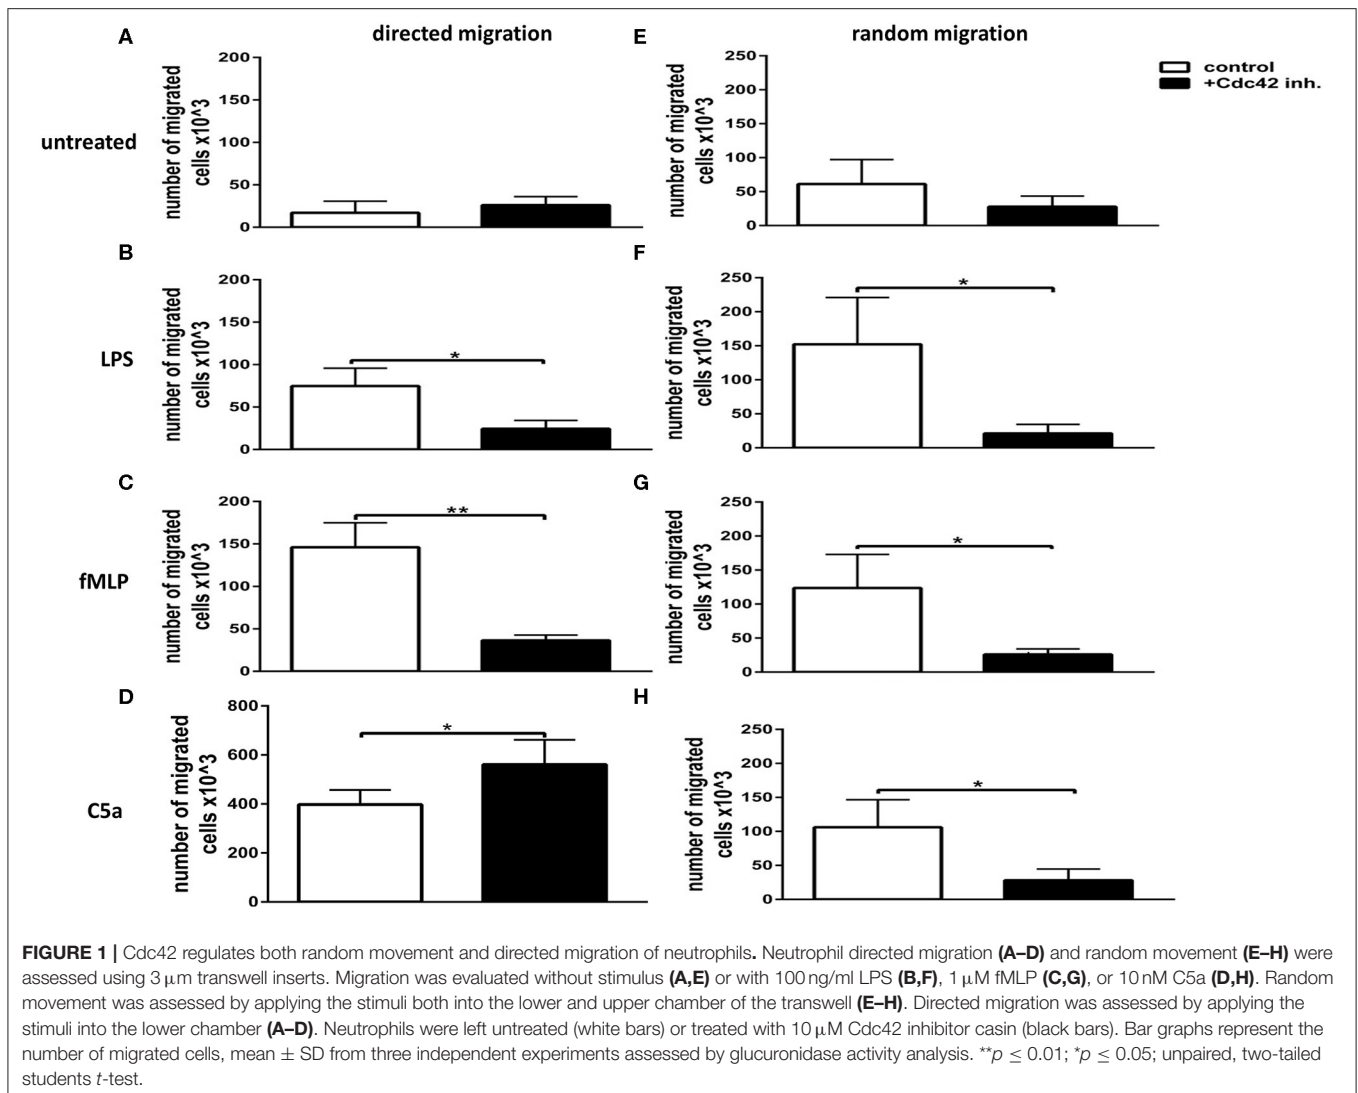 A
directed migration
E
random migration
control
+Cdc42 inh.
untreated
number of migrated
cells x10^3
200
150
100
50
0
number of migrated
cells x10^3
250
200
150
100
50
0
B
F
LPS
number of migrated
cells x10^3
200
150
100
50
0
*
number of migrated
cells x10^3
250
200
150
100
50
0
*
C
G
fMLP
number of migrated
cells x10^3
200
150
100
50
0
**
number of migrated
cells x10^3
250
200
150
100
50
0
*
D
H
C5a
number of migrated
cells x10^3
800
600
400
200
0
*
number of migrated
cells x10^3
250
200
150
100
50
0
*
FIGURE 1 | Cdc42 regulates both random movement and directed migration of neutrophils. Neutrophil directed migration (A–D) and random movement (E–H) were
assessed using 3 μm transwell inserts. Migration was evaluated without stimulus (A,E) or with 100 ng/ml LPS (B,F), 1 μM fMLP (C,G), or 10 nM C5a (D,H). Random
movement was assessed by applying the stimuli both into the lower and upper chamber of the transwell (E–H). Directed migration was assessed by applying the
stimuli into the lower chamber (A–D). Neutrophils were left untreated (white bars) or treated with 10 μM Cdc42 inhibitor casin (black bars). Bar graphs represent the
number of migrated cells, mean ± SD from three independent experiments assessed by glucuronidase activity analysis. **p ≤ 0.01; *p ≤ 0.05; unpaired, two-tailed
students t-test.